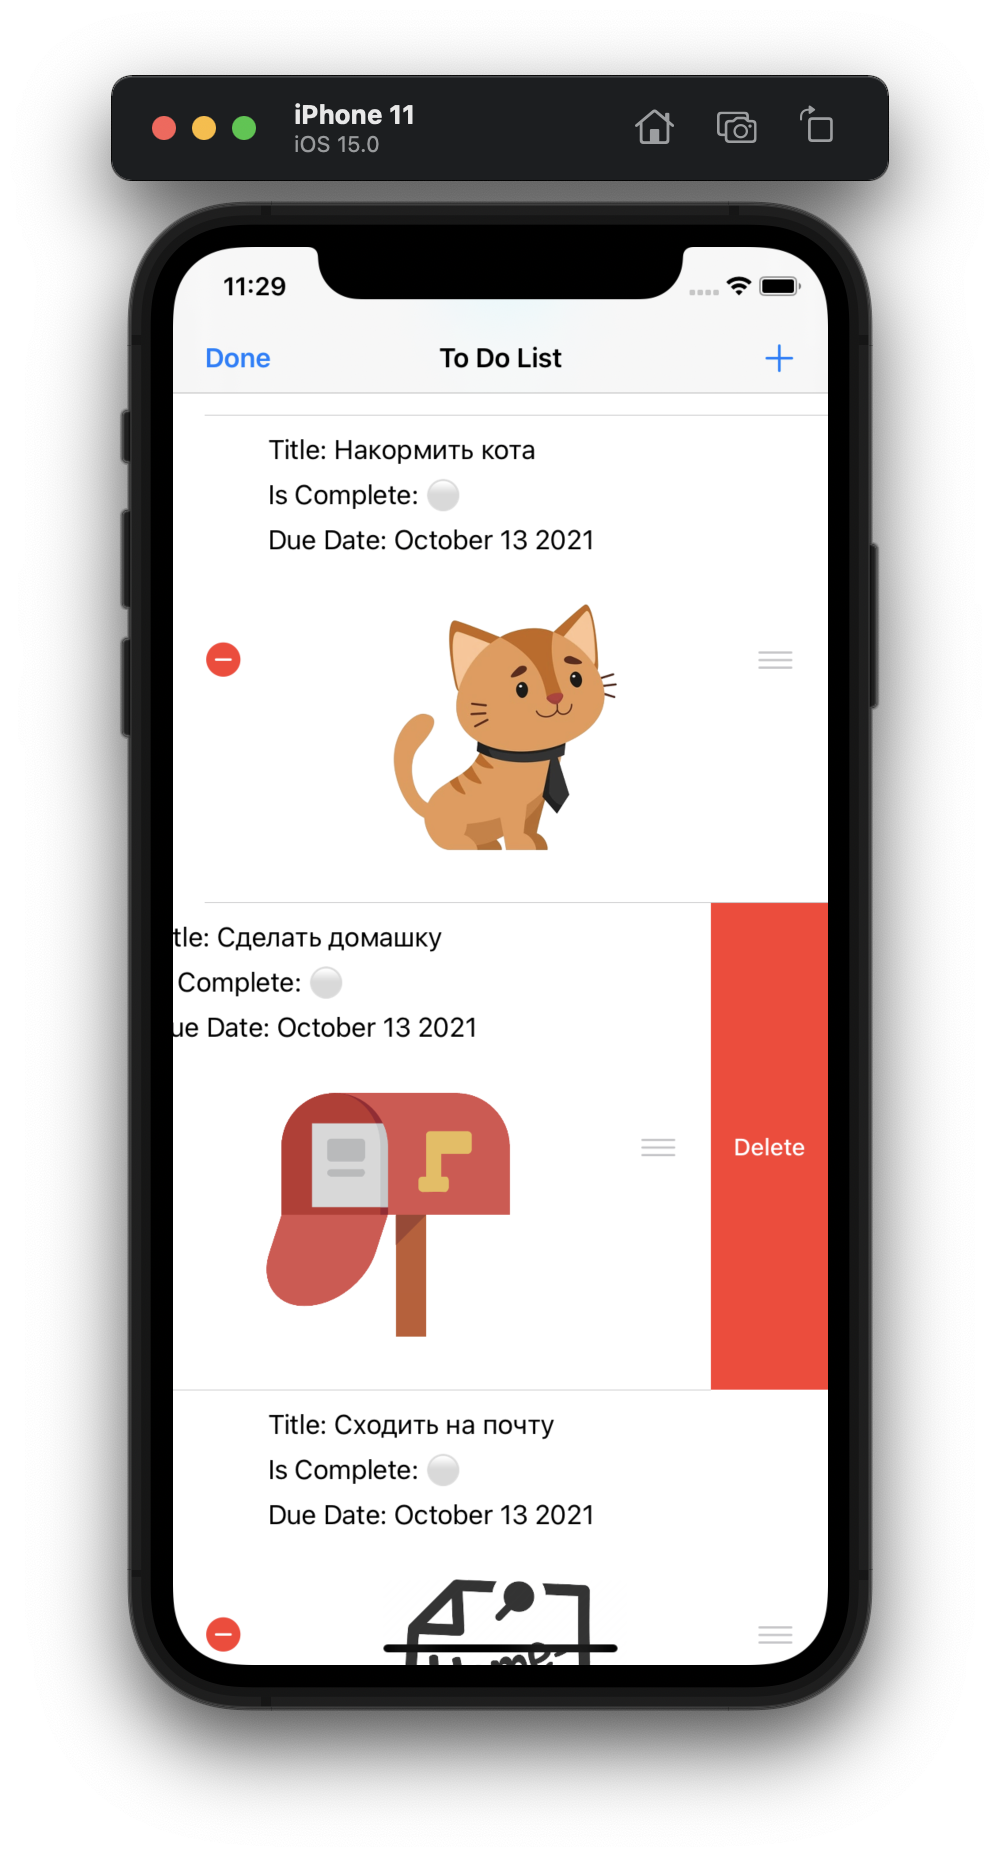 iPhone 11
iOS 15.0
11:29
Done
To Do List
Title: Накормить кота
Is Complete:
Due Date: October 13 2021
tle: Сделать домашку
Complete:
ue Date: October 13 2021
Delete
Title: Сходить на почту
Is Complete:
Due Date: October 13 2021